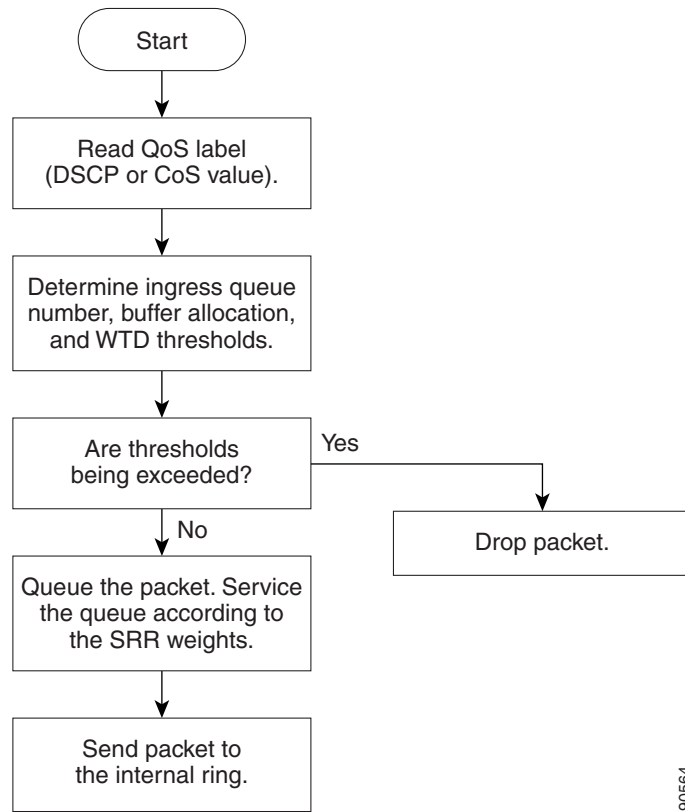 Start
Read QoS label
(DSCP or CoS value).
Determine ingress queue
number, buffer allocation,
and WTD thresholds.
Are thresholds
being exceeded?
Yes
No
Drop packet.
Queue the packet. Service
the queue according to
the SRR weights.
Send packet to
the internal ring.
90564